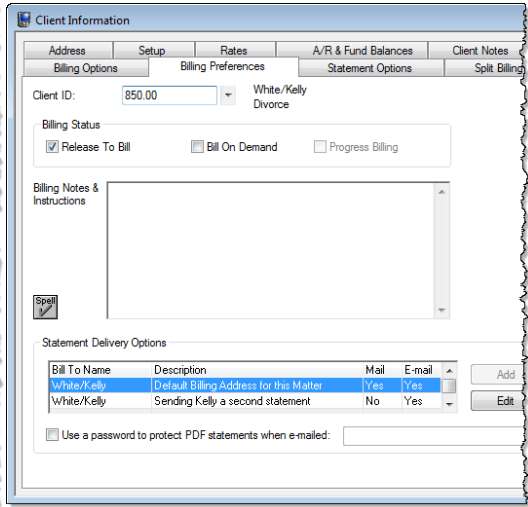 Client Information
Address Setup Rates A/R & Fund Balances Client Notes
Billing Options Billing Preferences Statement Options Split Billing
Client ID: 850.00 White/Kelly
Divorce
Billing Status
Release To Bill Bill On Demand Progress Billing
Billing Notes &
Instructions
Spell
Statement Delivery Options
Bill To Name Description Mail E-mail
White/Kelly Default Billing Address for this Matter Yes Yes
White/Kelly Sending Kelly a second statement No Yes
Add
Edit
Use a password to protect PDF statements when e-mailed: